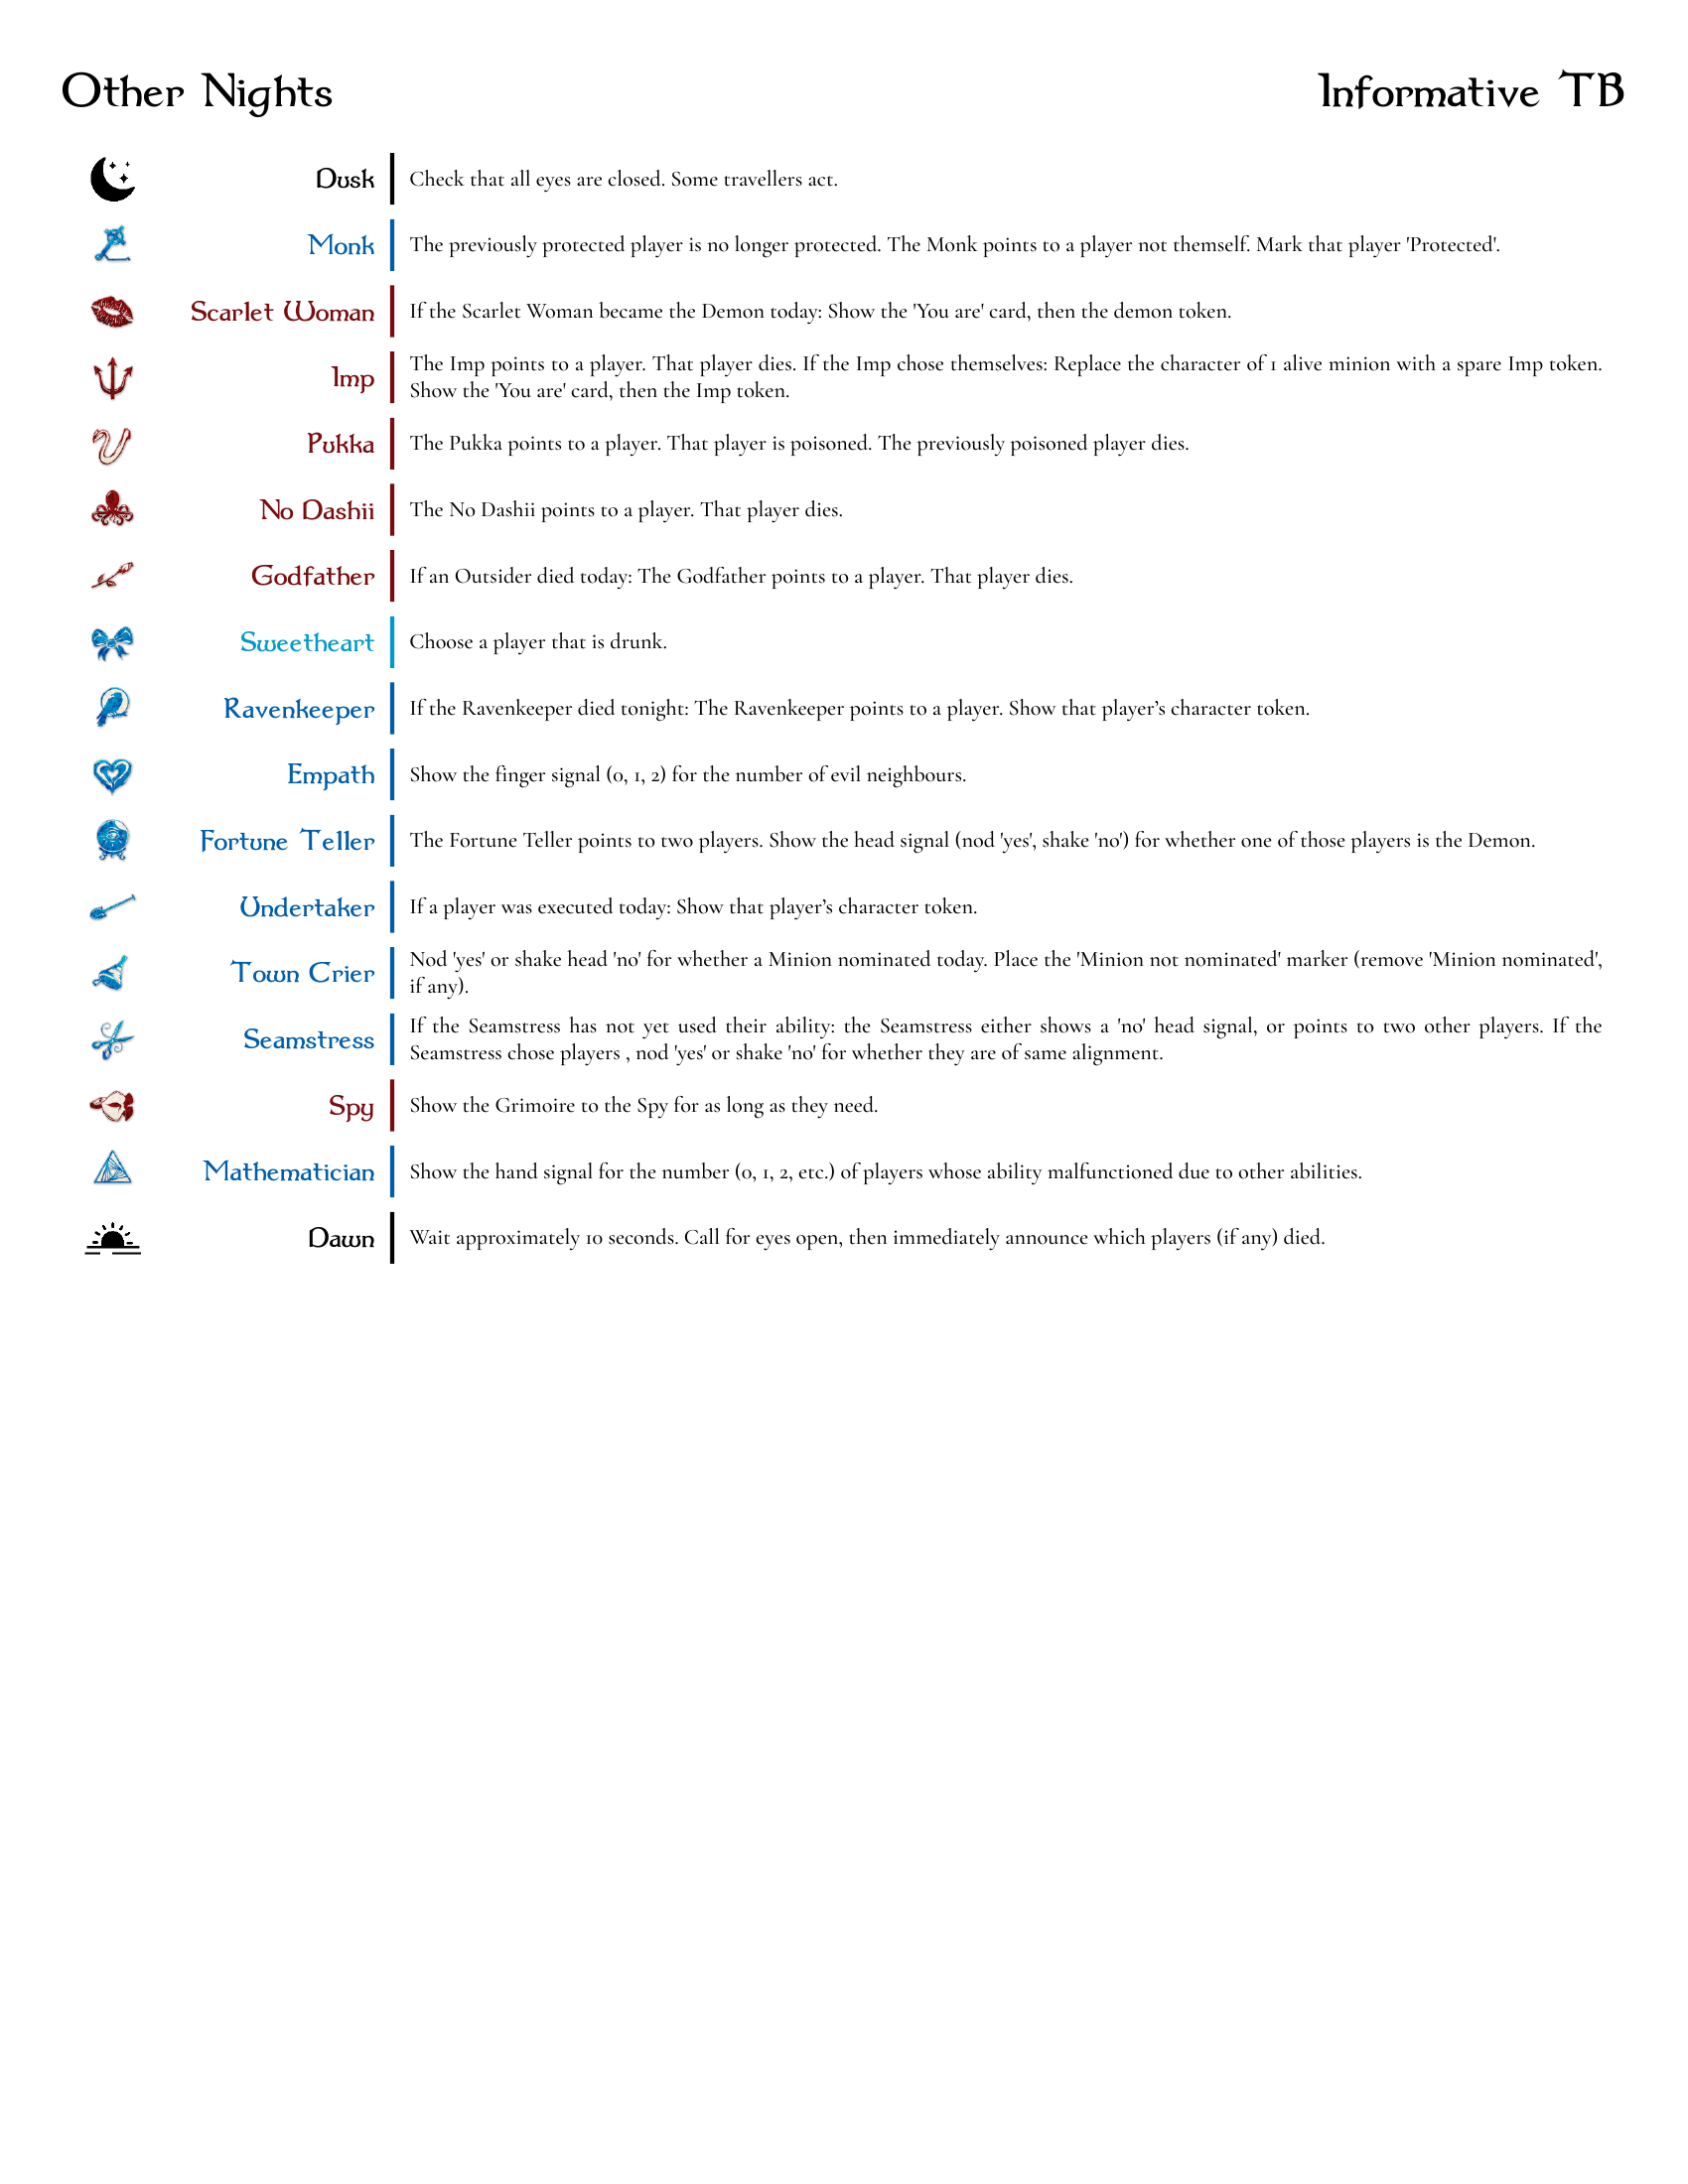 Other Nights
Informative TB
Dusk
Check that all eyes are closed. Some travellers act.
Monk
The previously protected player is no longer protected. The Monk points to a player not themself. Mark that player 'Protected'.
Scarlet Woman
If the Scarlet Woman became the Demon today: Show the 'You are' card, then the demon token.
Imp
The Imp points to a player. That player dies. If the Imp chose themselves: Replace the character of 1 alive minion with a spare Imp token.
Show the 'You are' card, then the Imp token.
Pukka
The Pukka points to a player. That player is poisoned. The previously poisoned player dies.
No Dashii
The No Dashii points to a player. That player dies.
Godfather
If an Outsider died today: The Godfather points to a player. That player dies.
Sweetheart
Choose a player that is drunk.
Ravenkeeper
If the Ravenkeeper died tonight: The Ravenkeeper points to a player. Show that player’s character token.
Empath
Show the finger signal (0, 1, 2) for the number of evil neighbours.
Fortune Teller
The Fortune Teller points to two players. Show the head signal (nod 'yes', shake 'no') for whether one of those players is the Demon.
Undertaker
If a player was executed today: Show that player’s character token.
Town Crier
Nod 'yes' or shake head 'no' for whether a Minion nominated today. Place the 'Minion not nominated' marker (remove 'Minion nominated',
if any).
Seamstress
If the Seamstress has not yet used their ability: the Seamstress either shows a 'no' head signal, or points to two other players. If the
Seamstress chose players , nod 'yes' or shake 'no' for whether they are of same alignment.
Spy
Show the Grimoire to the Spy for as long as they need.
Mathematician
Show the hand signal for the number (0, 1, 2, etc.) of players whose ability malfunctioned due to other abilities.
Dawn
Wait approximately 10 seconds. Call for eyes open, then immediately announce which players (if any) died.